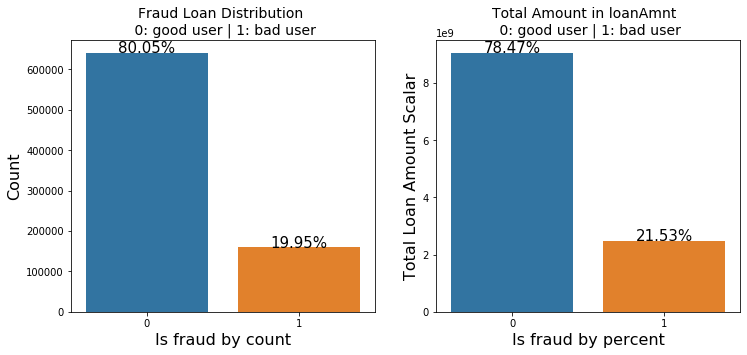 Fraud Loan Distribution
0: good user | 1: bad user
80.05%
600000
500000
400000
300000
200000
19.95%
100000
0
Count
0
1
Is fraud by count
Total Amount in loanAmnt
0: good user | 1: bad user
1e9
78.47%
8
6
4
21.53%
2
0
Total Loan Amount Scalar
0
1
Is fraud by percent